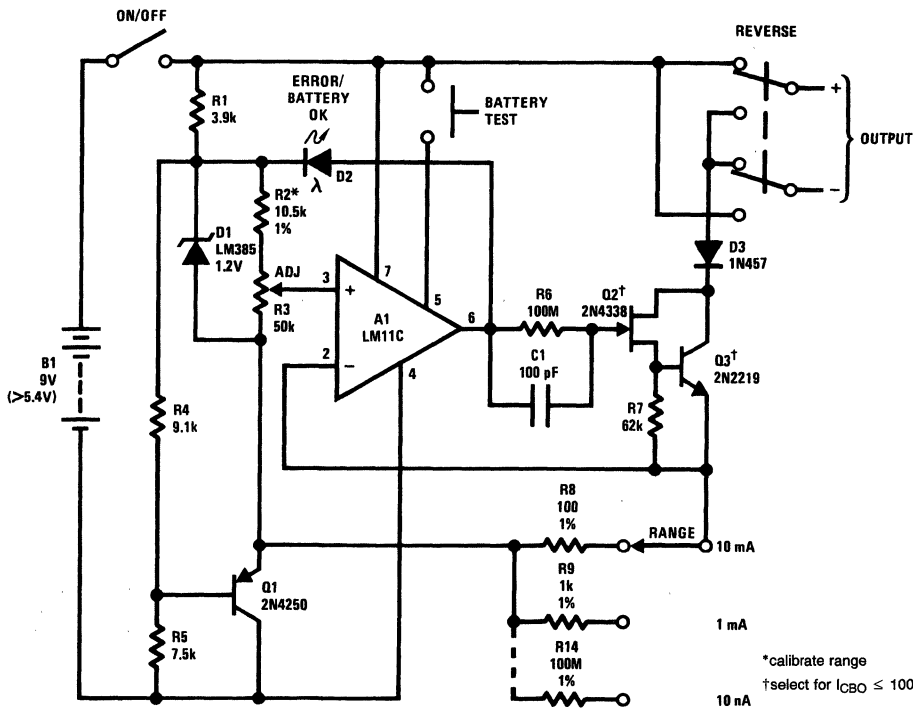 ON/OFF
REVERSE
R1
3.9k
ERROR/
BATTERY
OK
BATTERY
TEST
+
OUTPUT
−
λ
D2
R2*
10.5k
1%
D1
LM385
1.2V
ADJ
R3
50k
D3
1N457
3
+
7
A1
LM11C
5
6
2
−
4
R6
100M
C1
100 pF
Q2†
2N4338
Q3†
2N2219
R7
62k
B1
9V
(>5.4V)
R4
9.1k
R8
100
1%
RANGE
10 mA
R9
1k
1%
1 mA
Q1
2N4250
R5
7.5k
R14
100M
1%
10 nA
*calibrate range
†select for ICBO ≤ 100